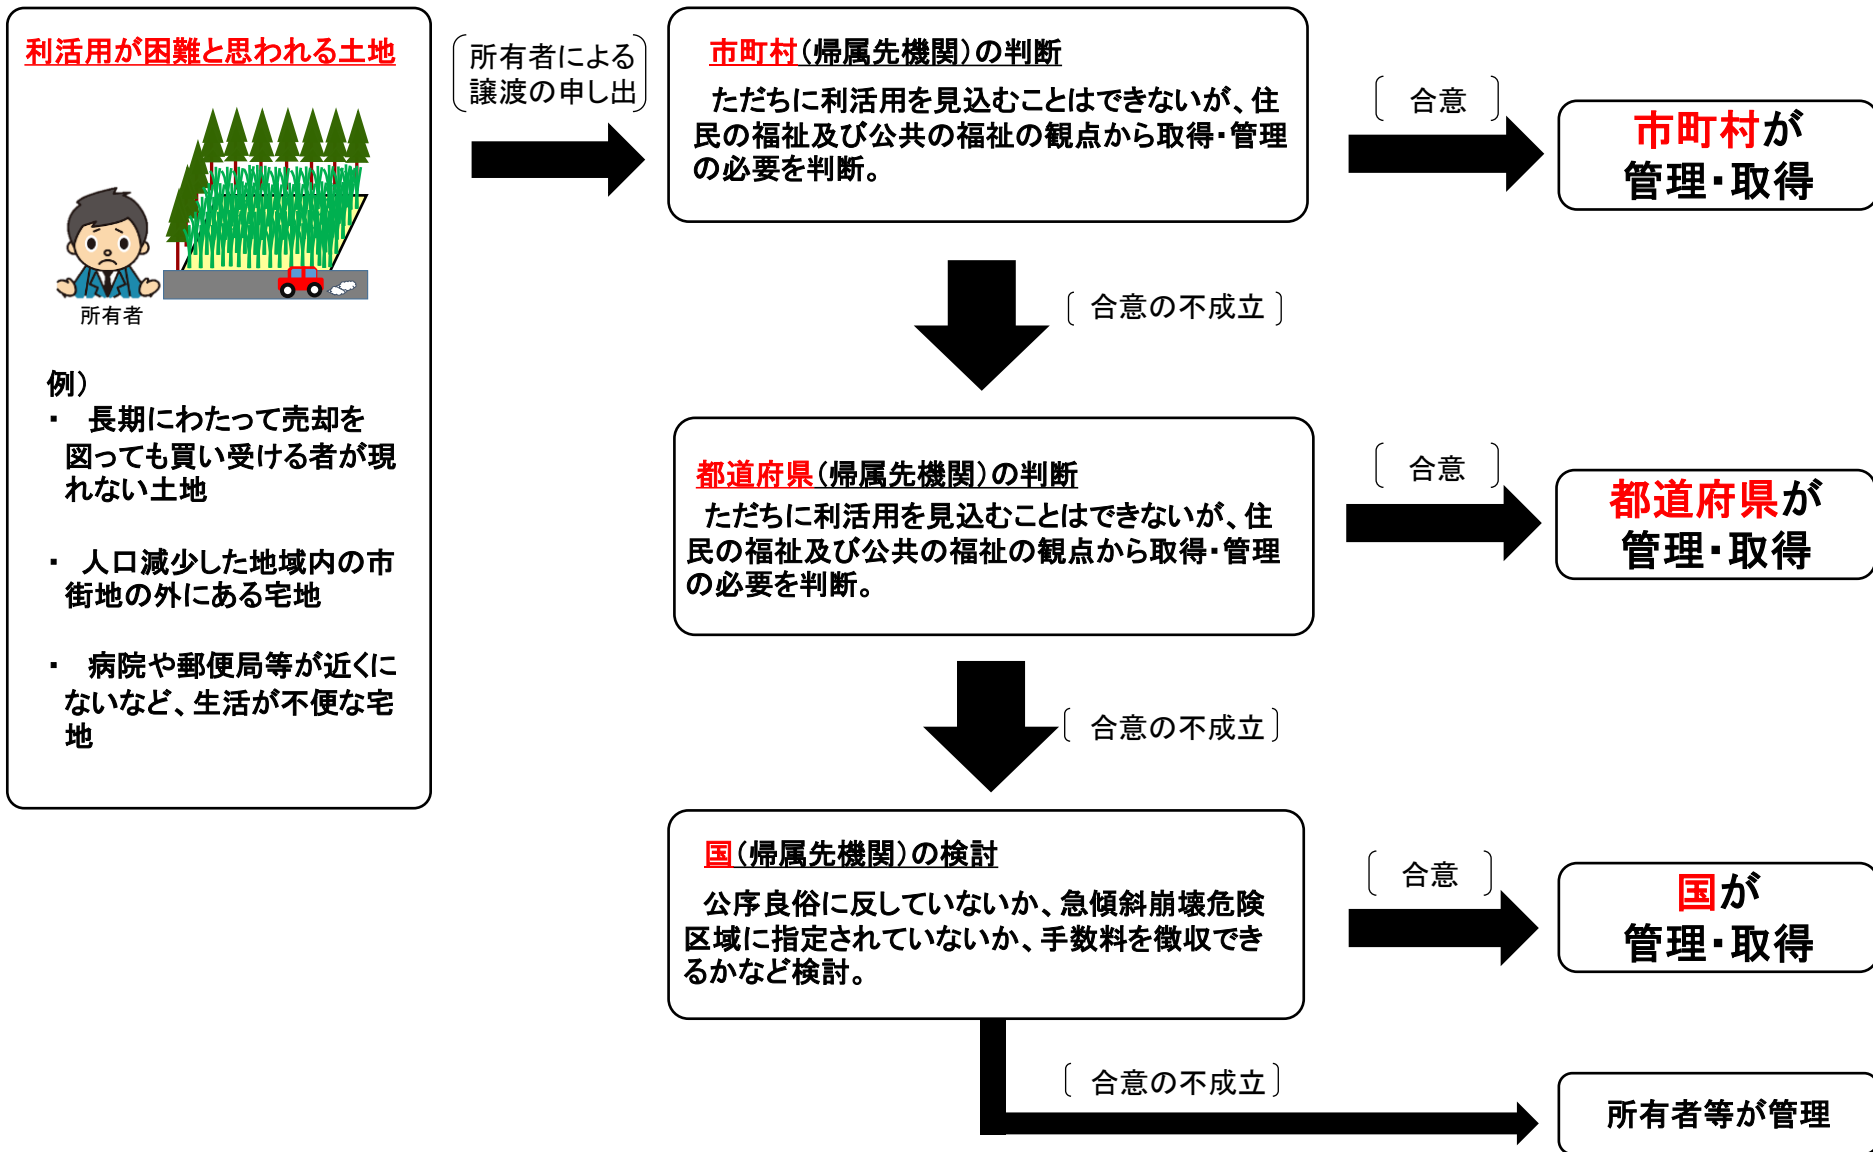 利活用が困難と思われる土地
所有者
例）
・ 長期にわたって売却を
図っても買い受ける者が現
れない土地
・ 人口減少した地域内の市
街地の外にある宅地
・ 病院や郵便局等が近くに
ないなど、生活が不便な宅
地
所有者による
譲渡の申し出
市町村（帰属先機関）の判断
ただちに利活用を見込むことはできないが、住
民の福祉及び公共の福祉の観点から取得・管理
の必要を判断。
合意
市町村が
管理・取得
合意の不成立
都道府県（帰属先機関）の判断
ただちに利活用を見込むことはできないが、住
民の福祉及び公共の福祉の観点から取得・管理
の必要を判断。
合意
都道府県が
管理・取得
合意の不成立
国（帰属先機関）の検討
公序良俗に反していないか、急傾斜崩壊危険
区域に指定されていないか、手数料を徴収でき
るかなど検討。
合意
国が
管理・取得
合意の不成立
所有者等が管理